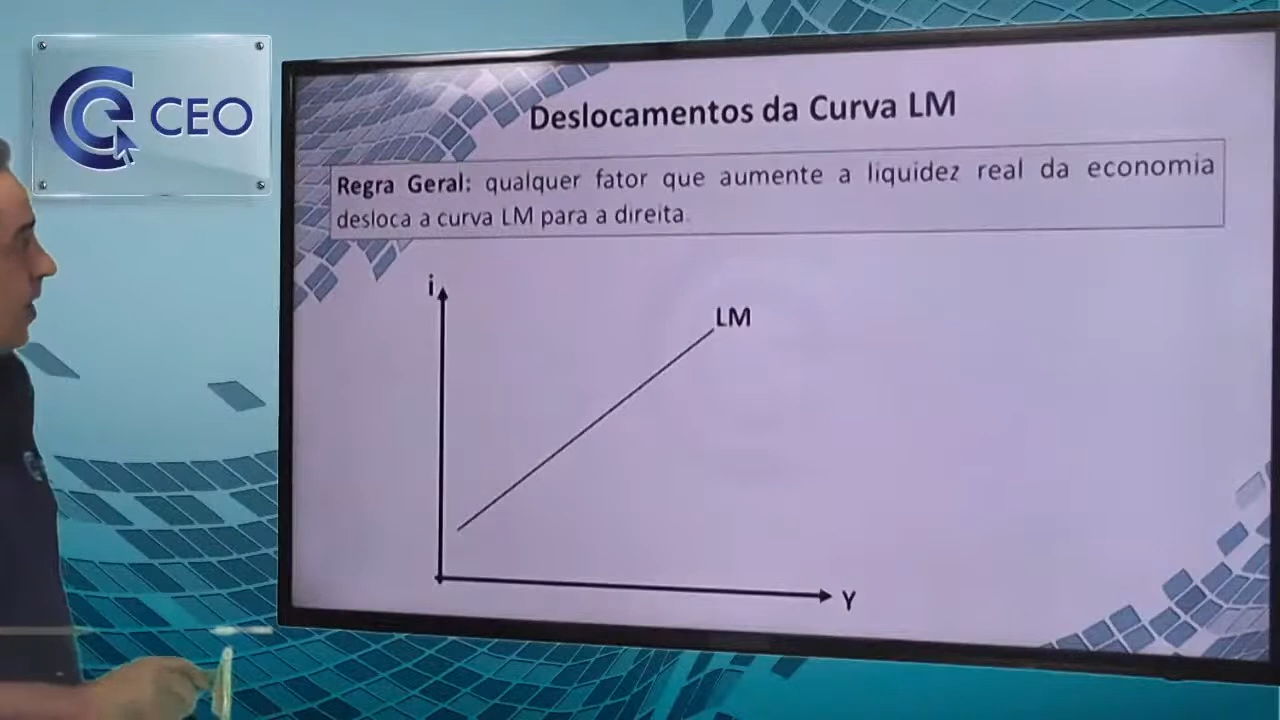 CEO
Deslocamentos da Curva LM
Regra Geral: qualquer fator que aumente a liquidez real da economia
desloca a curva LM para a direita.
i
LM
Y